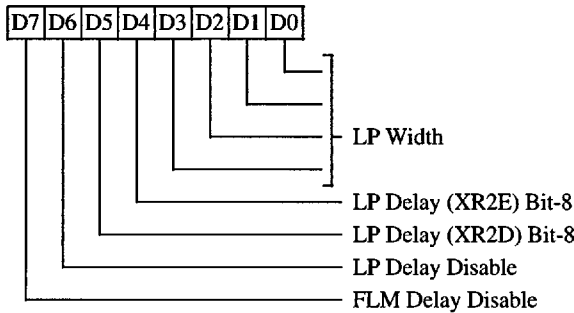 D7 D6 D5 D4 D3 D2 D1 D0
LP Width
LP Delay (XR2E) Bit-8
LP Delay (XR2D) Bit-8
LP Delay Disable
FLM Delay Disable